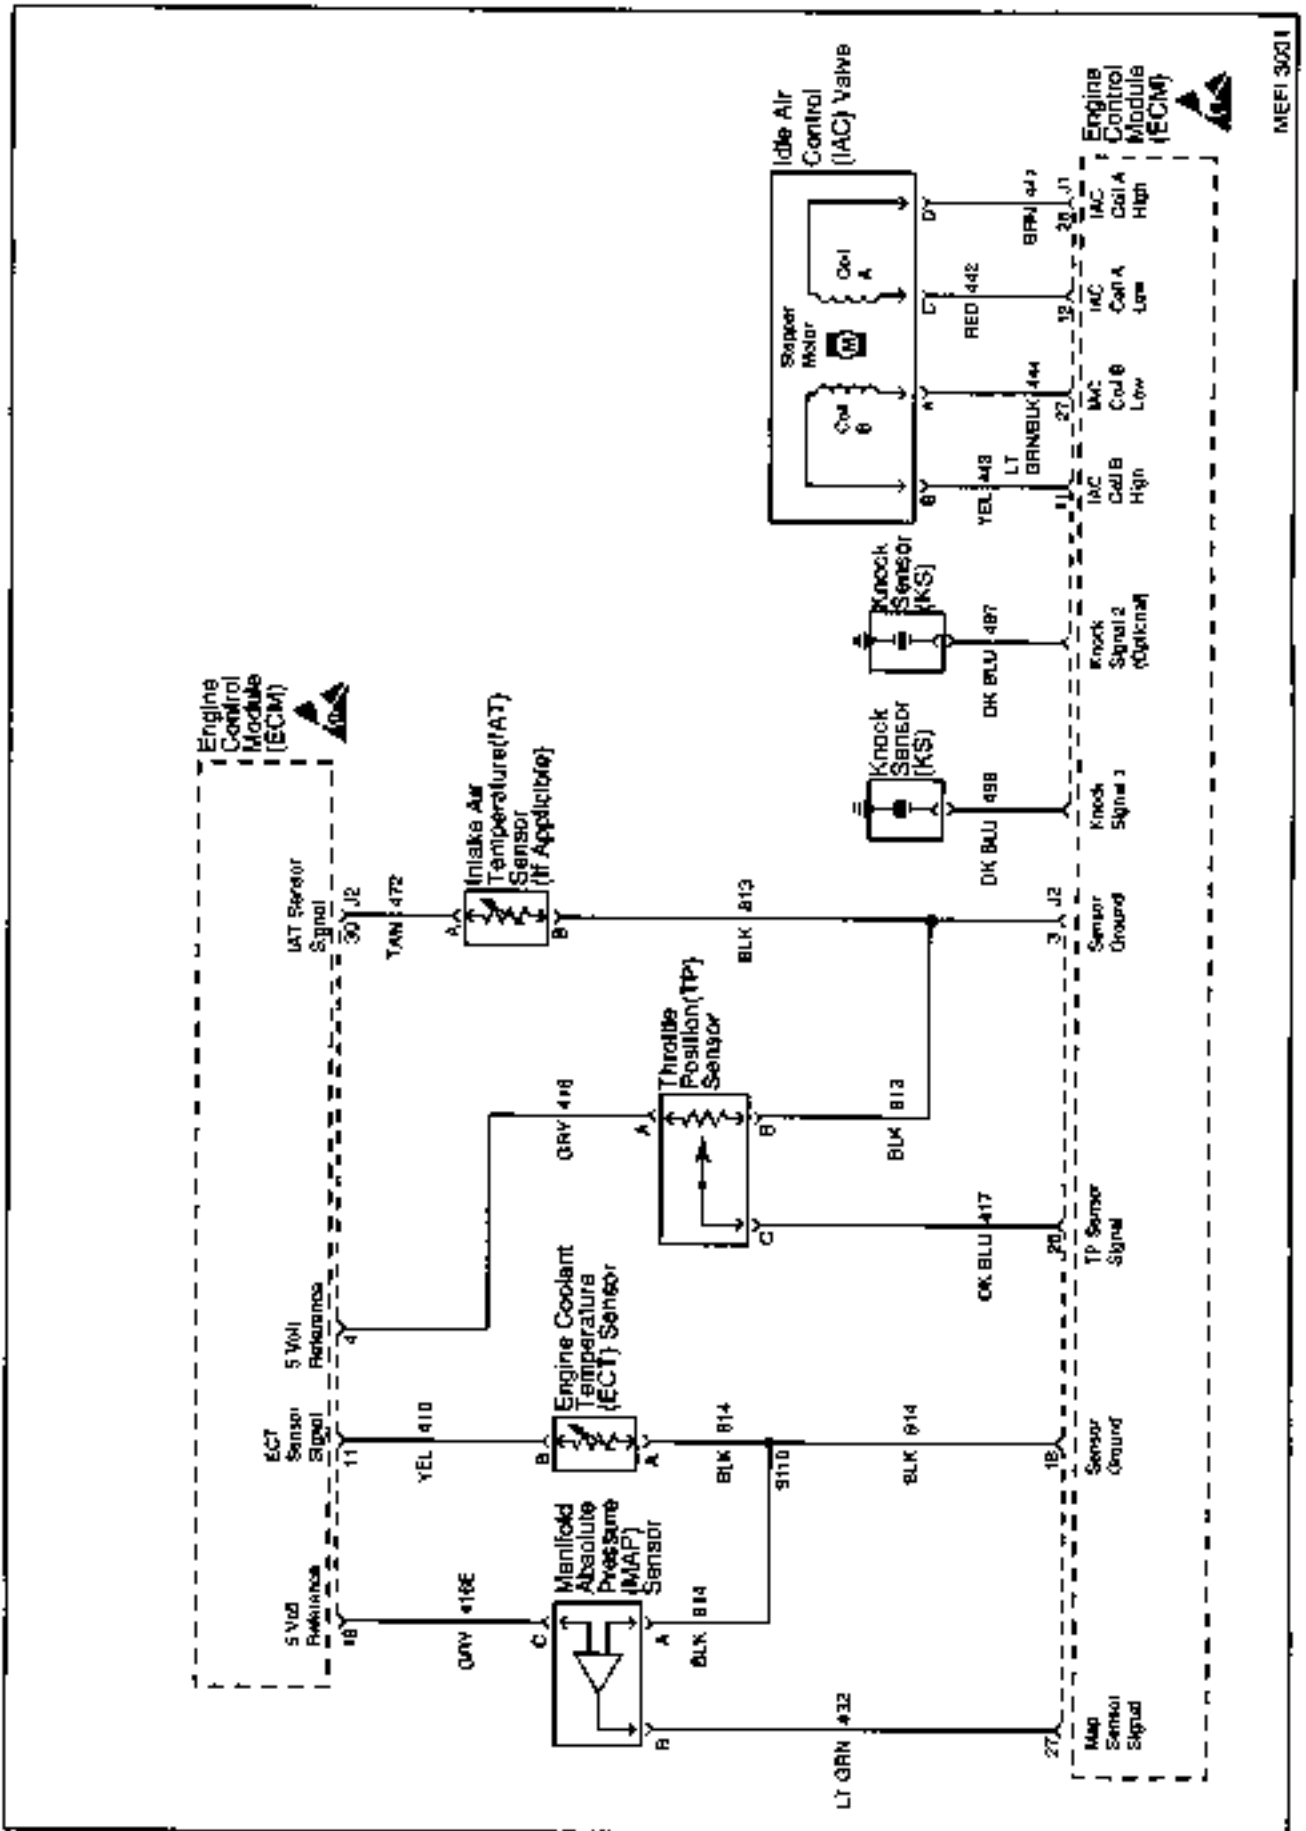 Engine
Control
Module
(ECM)
5 Volt
Reference
18
ECT
Sensor
Signal
11
5 Volt
Reference
4
IAT Sensor
Signal
30 J2
GRY 416E
YEL 410
GRY 416
TAN 472
C
Manifold
Absolute
Pressure
(MAP)
Sensor
B
A
B
Engine Coolant
Temperature
(ECT) Sensor
A
A
Throttle
Position(TP)
Sensor
C
B
A
Intake Air
Temperature(IAT)
Sensor
(If Applicible)
B
BLK 814
BLK 814
S110
BLK 814
LT GRN 432
DK BLU 417
BLK 813
BLK 813
Knock
Sensor
(KS)
Knock
Sensor
(KS)
DK BLU 496
DK BLU 497
Idle Air
Control
(IAC) Valve
Coil
B
Stepper
Motor
M
Coil
A
B
A
C
D
YEL 443
LT
GRN/BLK 444
RED 442
BRN
27
18
26
3 J2
27
28 J1
Map
Sensor
Signal
Sensor
Ground
TP Sensor
Signal
Sensor
Ground
Knock
Signal 1
Knock
Signal 2
(Optional)
IAC
Coil B
High
IAC
Coil B
Low
IAC
Coil A
Low
IAC
Coil A
High
Engine
Control
Module
(ECM)
MEFI 3001